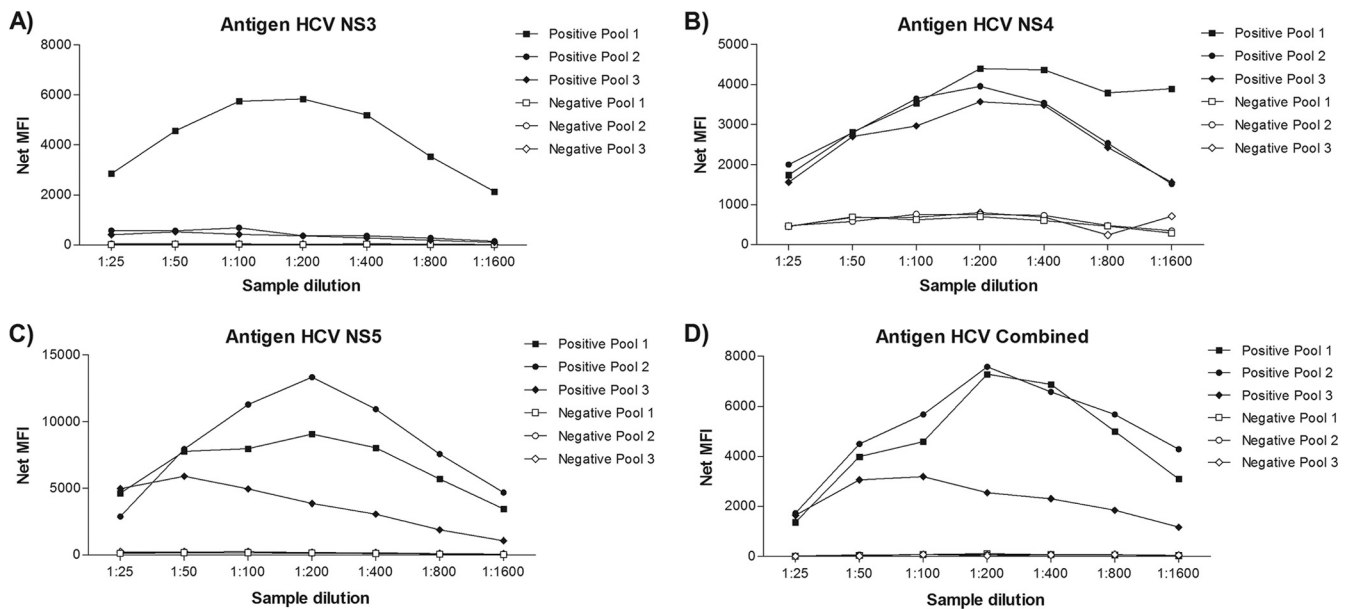 A)
Antigen HCV NS3
8000
6000
4000
2000
0
Net MFI
1:25 1:50 1:100 1:200 1:400 1:800 1:1600
Sample dilution
Positive Pool 1
Positive Pool 2
Positive Pool 3
Negative Pool 1
Negative Pool 2
Negative Pool 3
B)
Antigen HCV NS4
5000
4000
3000
2000
1000
0
Net MFI
1:25 1:50 1:100 1:200 1:400 1:800 1:1600
Sample dilution
Positive Pool 1
Positive Pool 2
Positive Pool 3
Negative Pool 1
Negative Pool 2
Negative Pool 3
C)
Antigen HCV NS5
15000
10000
5000
0
Net MFI
1:25 1:50 1:100 1:200 1:400 1:800 1:1600
Sample dilution
Positive Pool 1
Positive Pool 2
Positive Pool 3
Negative Pool 1
Negative Pool 2
Negative Pool 3
D)
Antigen HCV Combined
8000
6000
4000
2000
0
Net MFI
1:25 1:50 1:100 1:200 1:400 1:800 1:1600
Sample dilution
Positive Pool 1
Positive Pool 2
Positive Pool 3
Negative Pool 1
Negative Pool 2
Negative Pool 3